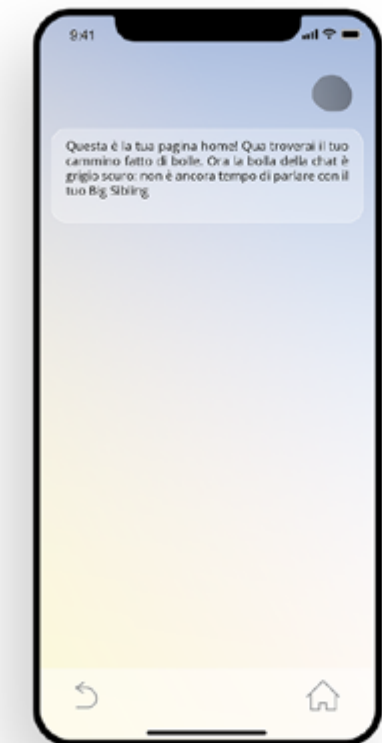 9:41
Questa è la tua pagina home! Qua troverai il tuo
cammino fatto di bolle. Ora la bolla della chat è
grigio scuro: non è ancora tempo di parlare con il
tuo Big Sibling